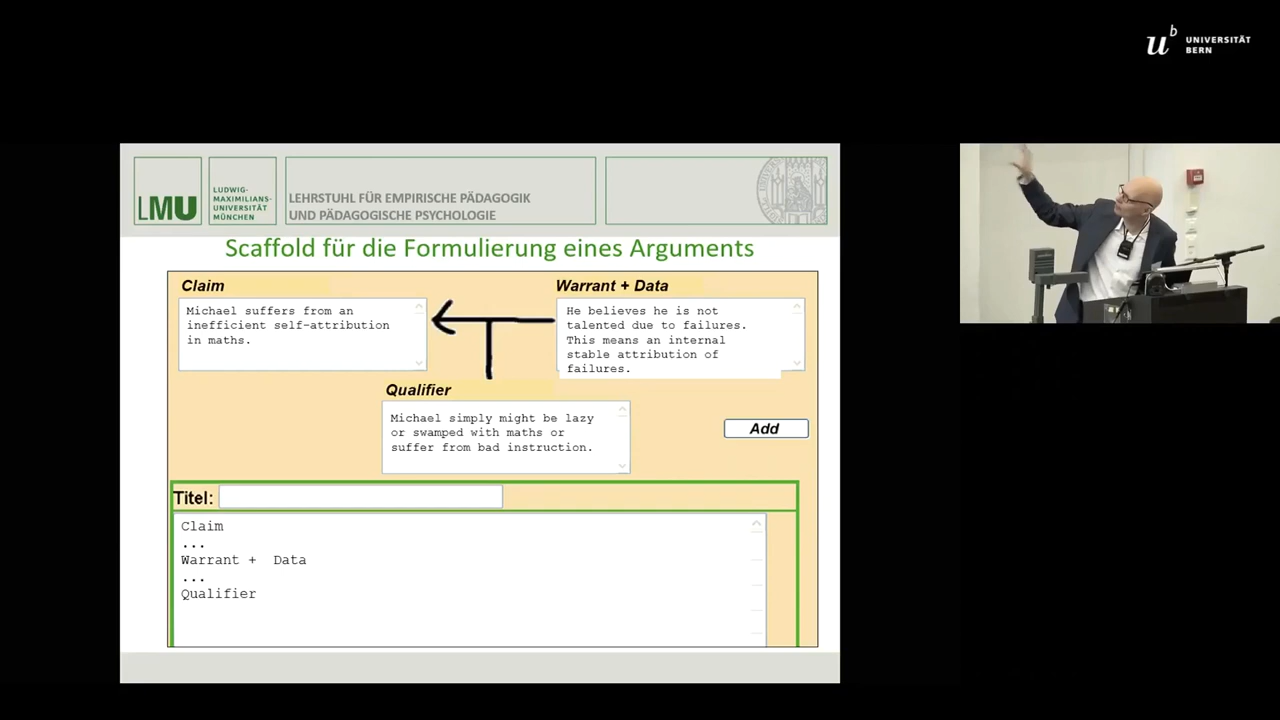 u^b UNIVERSITÄT
BERN
LMU
LUDWIG-
MAXIMILIANS-
UNIVERSITÄT
MÜNCHEN
LEHRSTUHL FÜR EMPIRISCHE PÄDAGOGIK
UND PÄDAGOGISCHE PSYCHOLOGIE
Scaffold für die Formulierung eines Arguments
Claim
Michael suffers from an
inefficient self-attribution
in maths.
Warrant + Data
He believes he is not
talented due to failures.
This means an internal
stable attribution of
failures.
Qualifier
Michael simply might be lazy
or swamped with maths or
suffer from bad instruction.
Add
Titel:
Claim
...
Warrant + Data
...
Qualifier